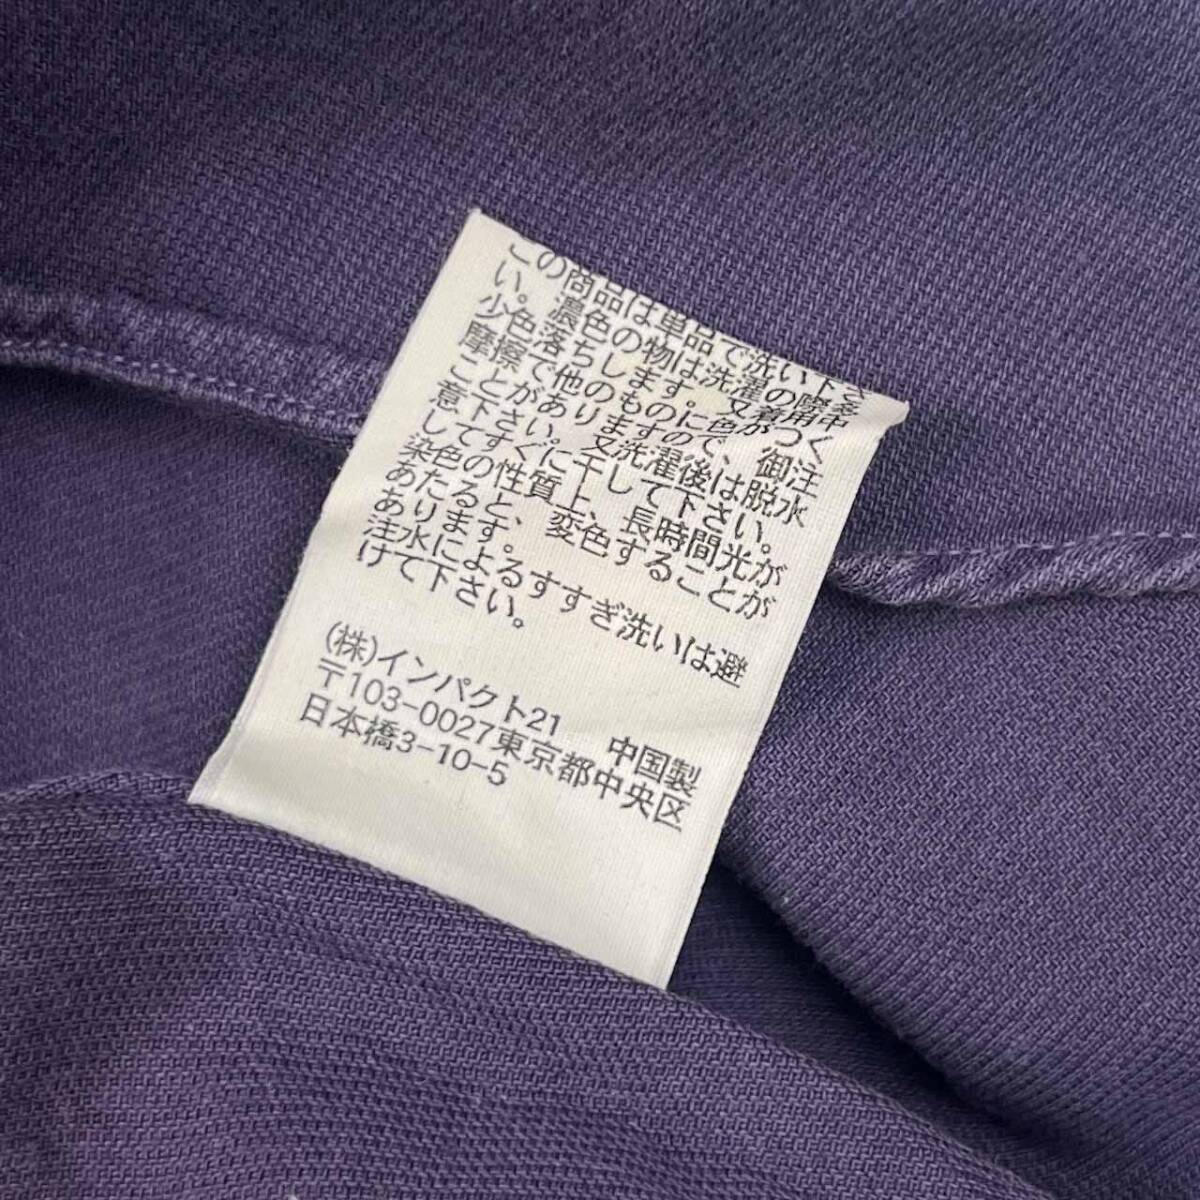 この商品は単品で洗い下さ
い。濃色の物は洗濯の際多
少色落ちします。又着用中
摩擦で他のものに色がつく
ことがありますので、御注
意下さい。又洗濯後は脱水
してすぐに干して下さい。
染色の性質上、長時間光が
あたると、変色することが
あります。
注水によるすすぎ洗いは避
けて下さい。
(株)インパクト21 中国製
〒103-0027東京都中央区
日本橋3-10-5